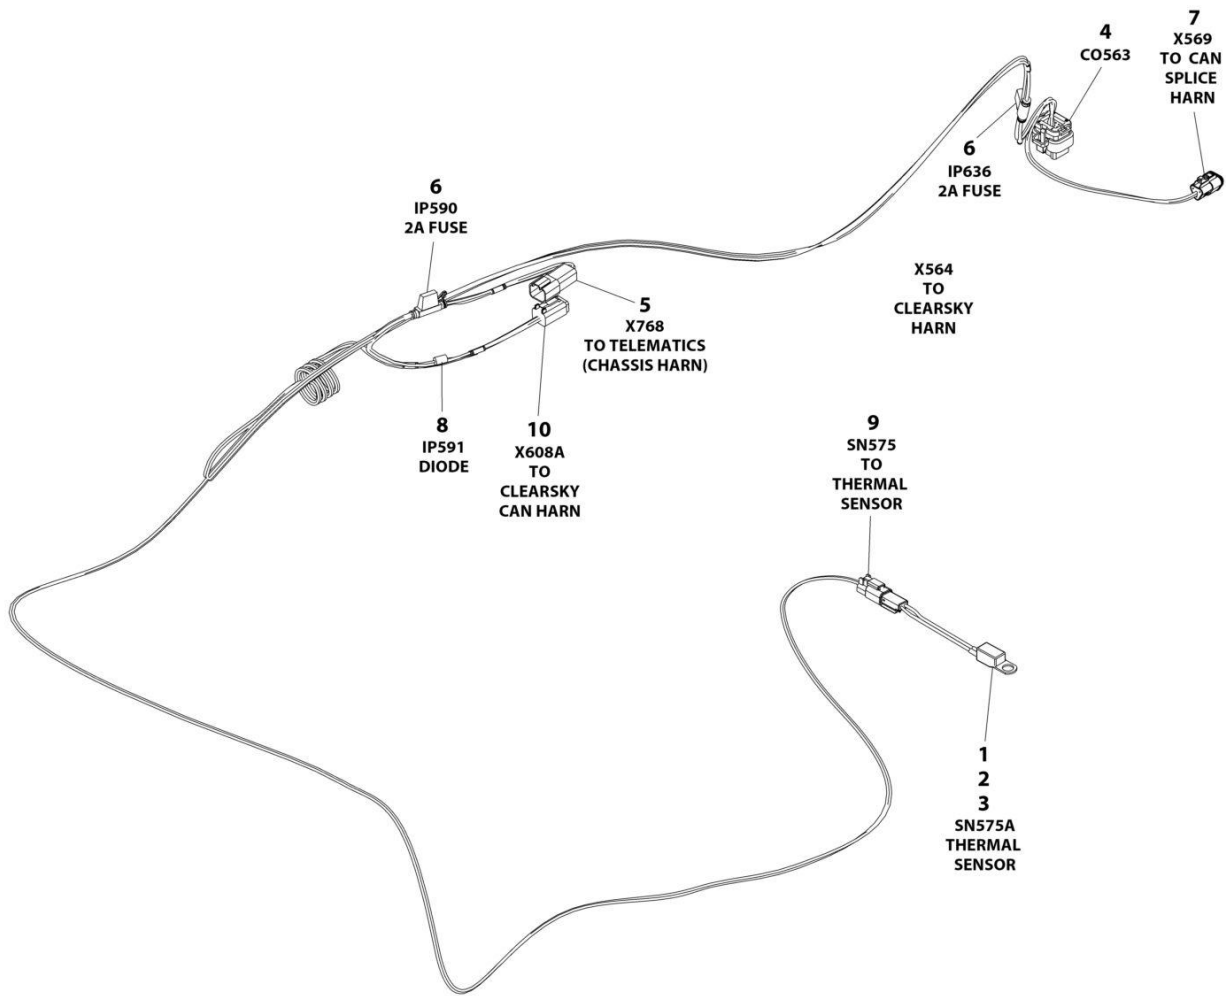 7
X569
TO CAN
SPLICE
HARN
4
CO563
6
IP636
2A FUSE
6
IP590
2A FUSE
X564
TO
CLEARSKY
HARN
5
X768
TO TELEMATICS
(CHASSIS HARN)
8
IP591
DIODE
10
X608A
TO
CLEARSKY
CAN HARN
9
SN575
TO
THERMAL
SENSOR
1
2
3
SN575A
THERMAL
SENSOR